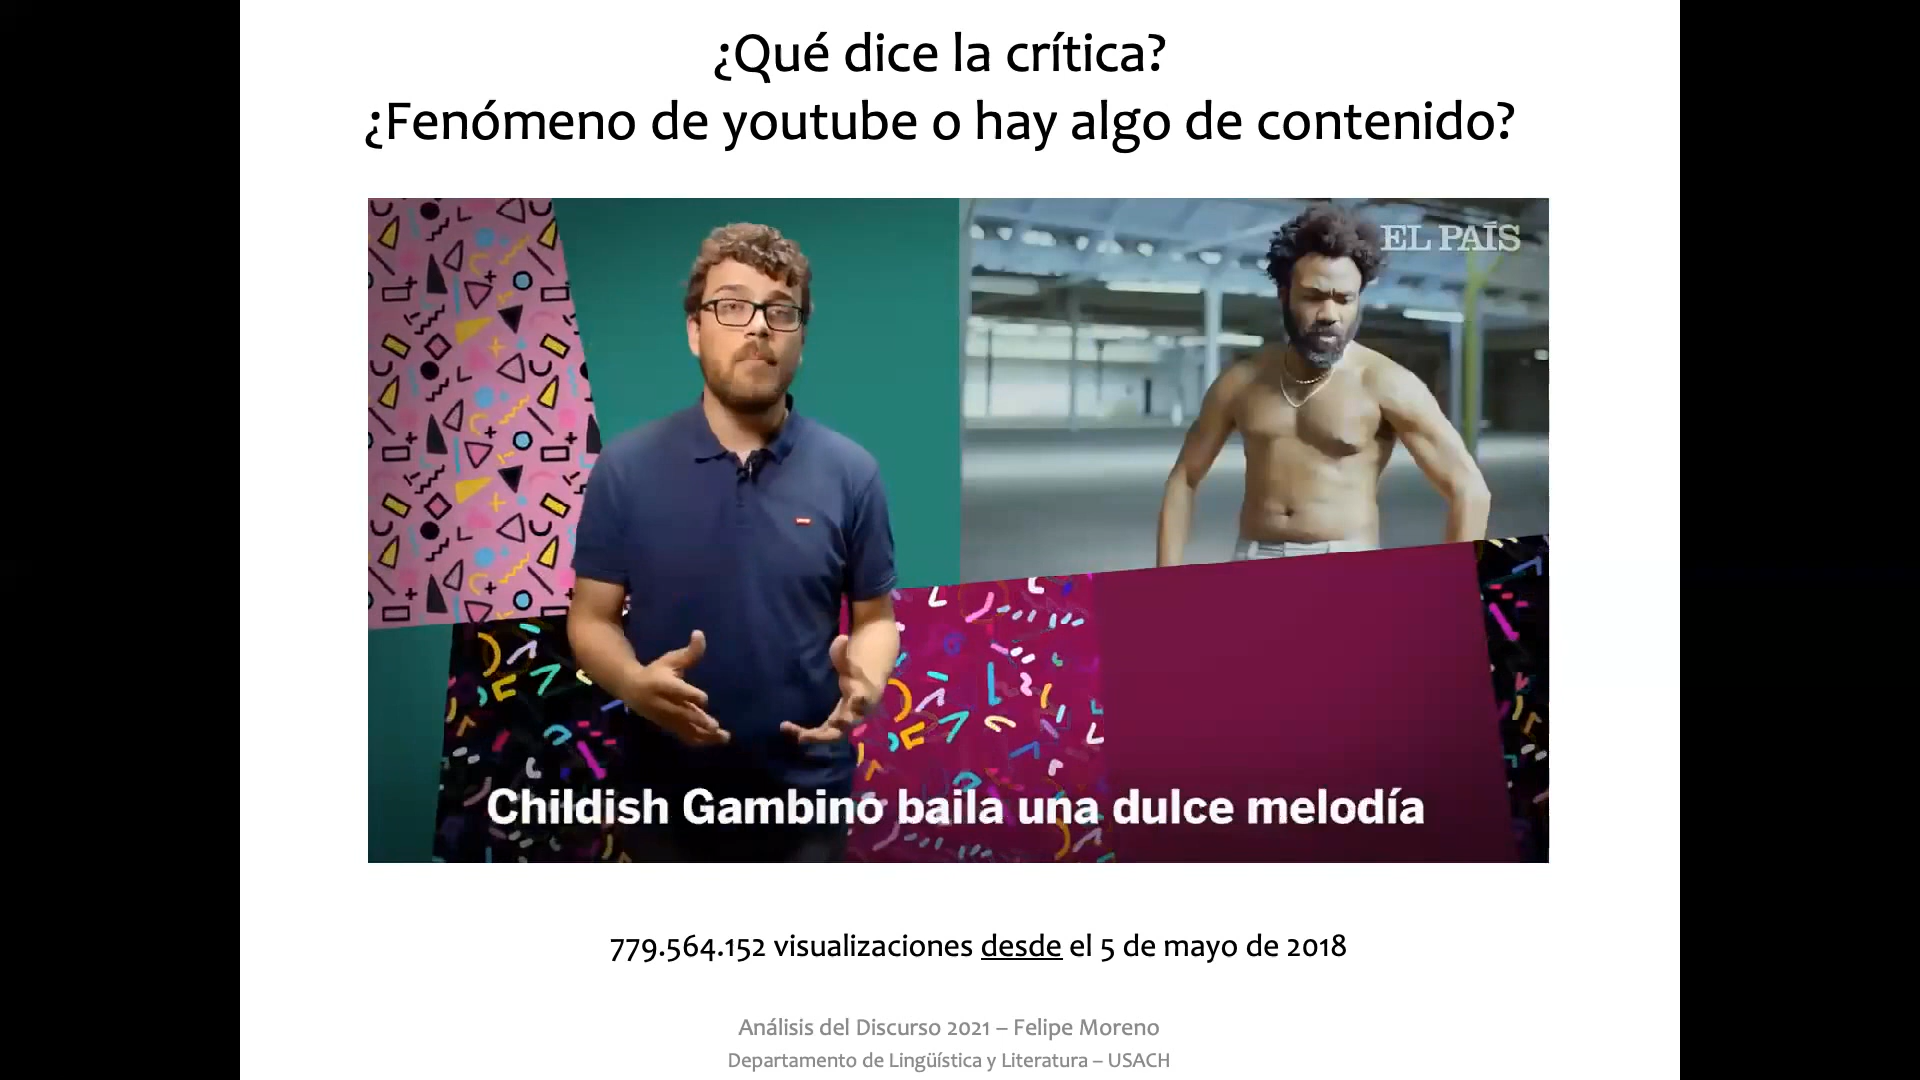 ¿Qué dice la crítica?
¿Fenómeno de youtube o hay algo de contenido?
EL PAÍS
Childish Gambino baila una dulce melodía
779.564.152 visualizaciones desde el 5 de mayo de 2018
Análisis del Discurso 2021 – Felipe Moreno
Departamento de Lingüística y Literatura – USACH